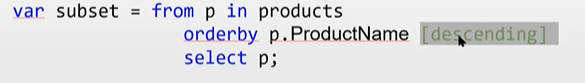 var subset = from p in products
orderby p.ProductName [descending]
select p;